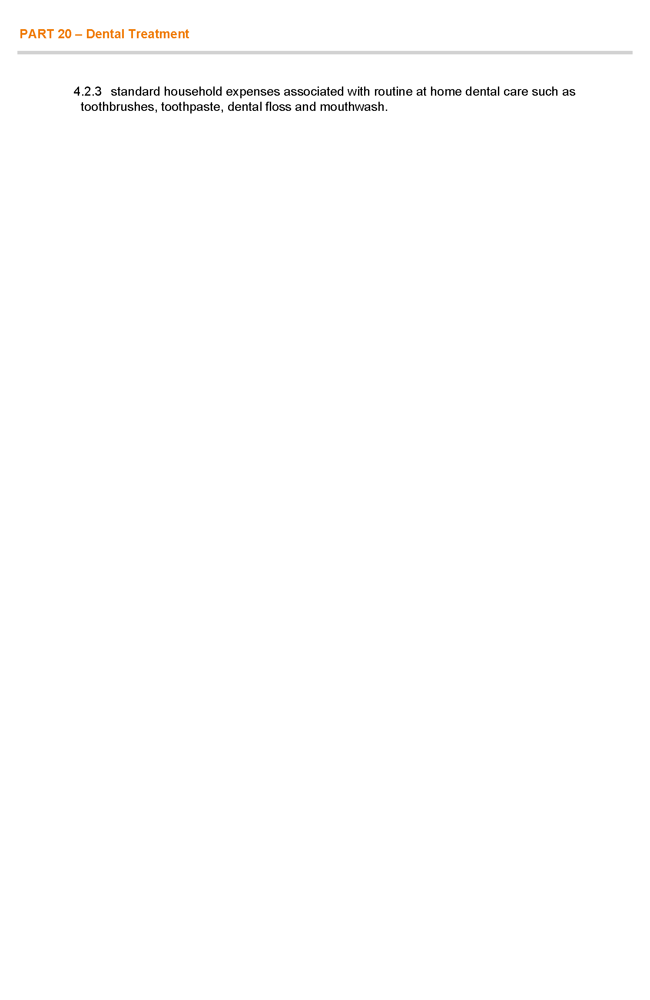 PART 20 – Dental Treatment
4.2.3 standard household expenses associated with routine at home dental care such as
toothbrushes, toothpaste, dental floss and mouthwash.